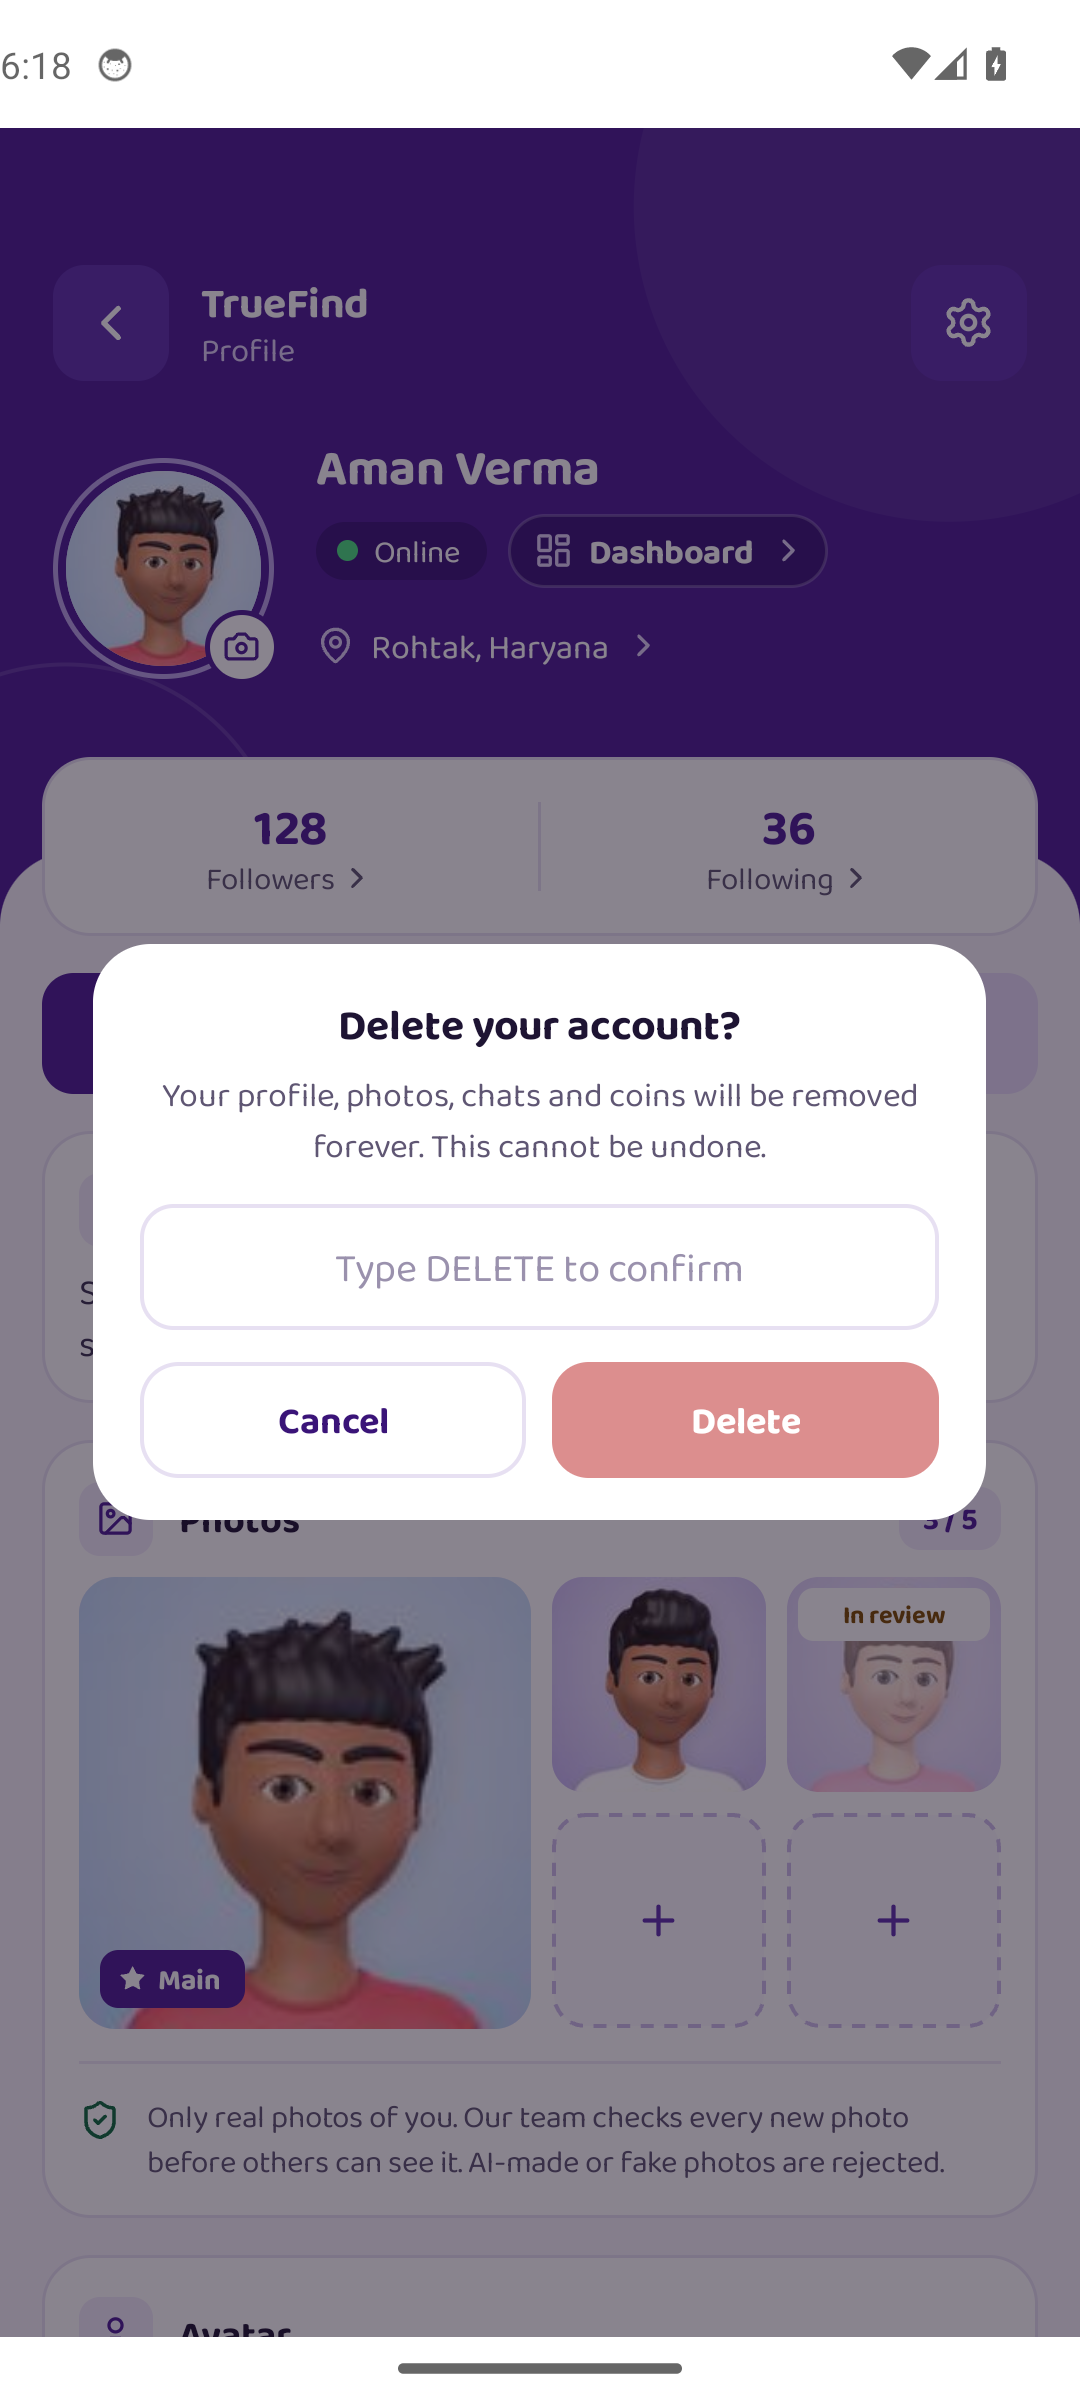 6:18
TrueFind
Profile
Aman Verma
Online
Dashboard
Rohtak, Haryana
128
36
Followers
Following
Delete your account?
Your profile, photos, chats and coins will be removed
forever. This cannot be undone.
Type DELETE to confirm
Cancel
Delete
Photos
3 / 5
In review
Main
Only real photos of you. Our team checks every new photo
before others can see it. AI-made or fake photos are rejected.
Avatar